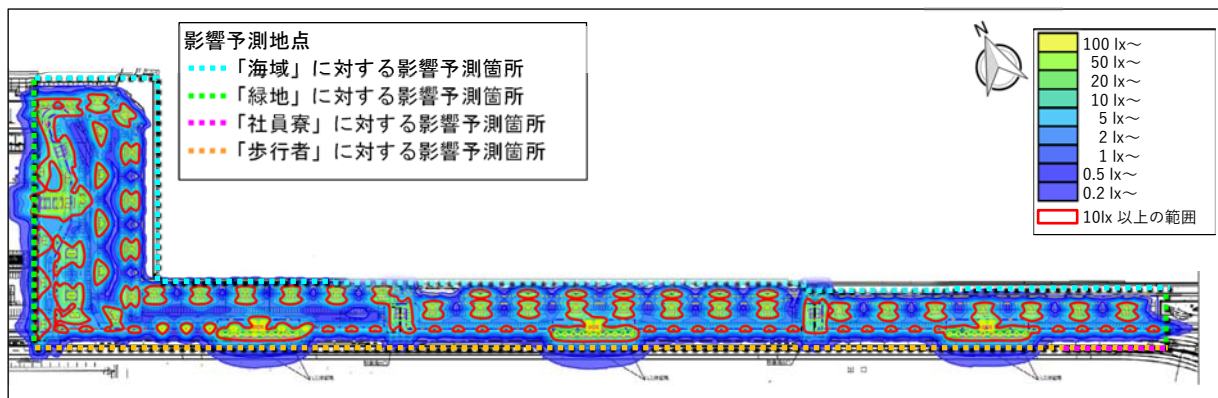 影響予測地点
「海域」に対する影響予測箇所
「緑地」に対する影響予測箇所
「社員寮」に対する影響予測箇所
「歩行者」に対する影響予測箇所
N
100 lx～
50 lx～
20 lx～
10 lx～
5 lx～
2 lx～
1 lx～
0.5 lx～
0.2 lx～
10lx 以上の範囲